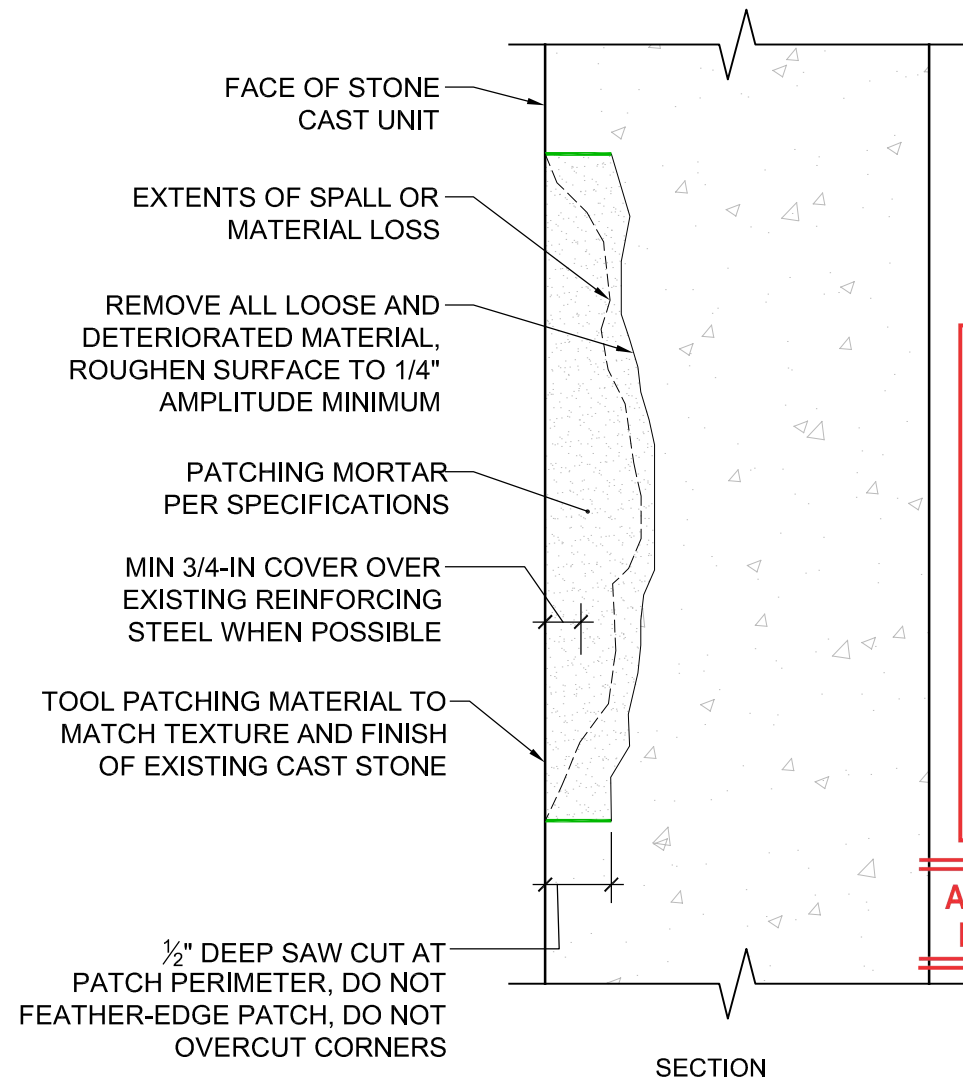 FACE OF STONE
CAST UNIT
EXTENTS OF SPALL OR
MATERIAL LOSS
REMOVE ALL LOOSE AND
DETERIORATED MATERIAL,
ROUGHEN SURFACE TO 1/4"
AMPLITUDE MINIMUM
PATCHING MORTAR
PER SPECIFICATIONS
MIN 3/4-IN COVER OVER
EXISTING REINFORCING
STEEL WHEN POSSIBLE
TOOL PATCHING MATERIAL TO
MATCH TEXTURE AND FINISH
OF EXISTING CAST STONE
½" DEEP SAW CUT AT
PATCH PERIMETER, DO NOT
FEATHER-EDGE PATCH, DO NOT
OVERCUT CORNERS
SECTION